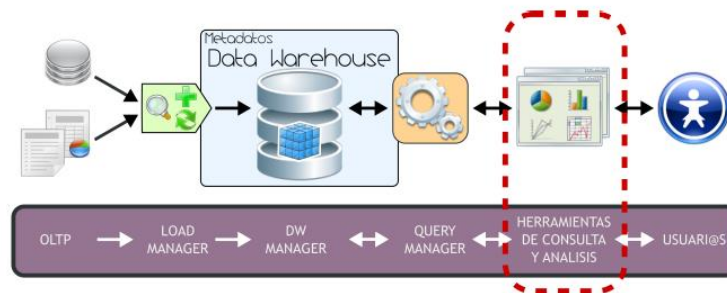 Metadatos
Data Warehouse
OLTP
LOAD
MANAGER
DW
MANAGER
QUERY
MANAGER
HERRAMIENTAS
DE CONSULTA
Y ANALISIS
USUARI@S